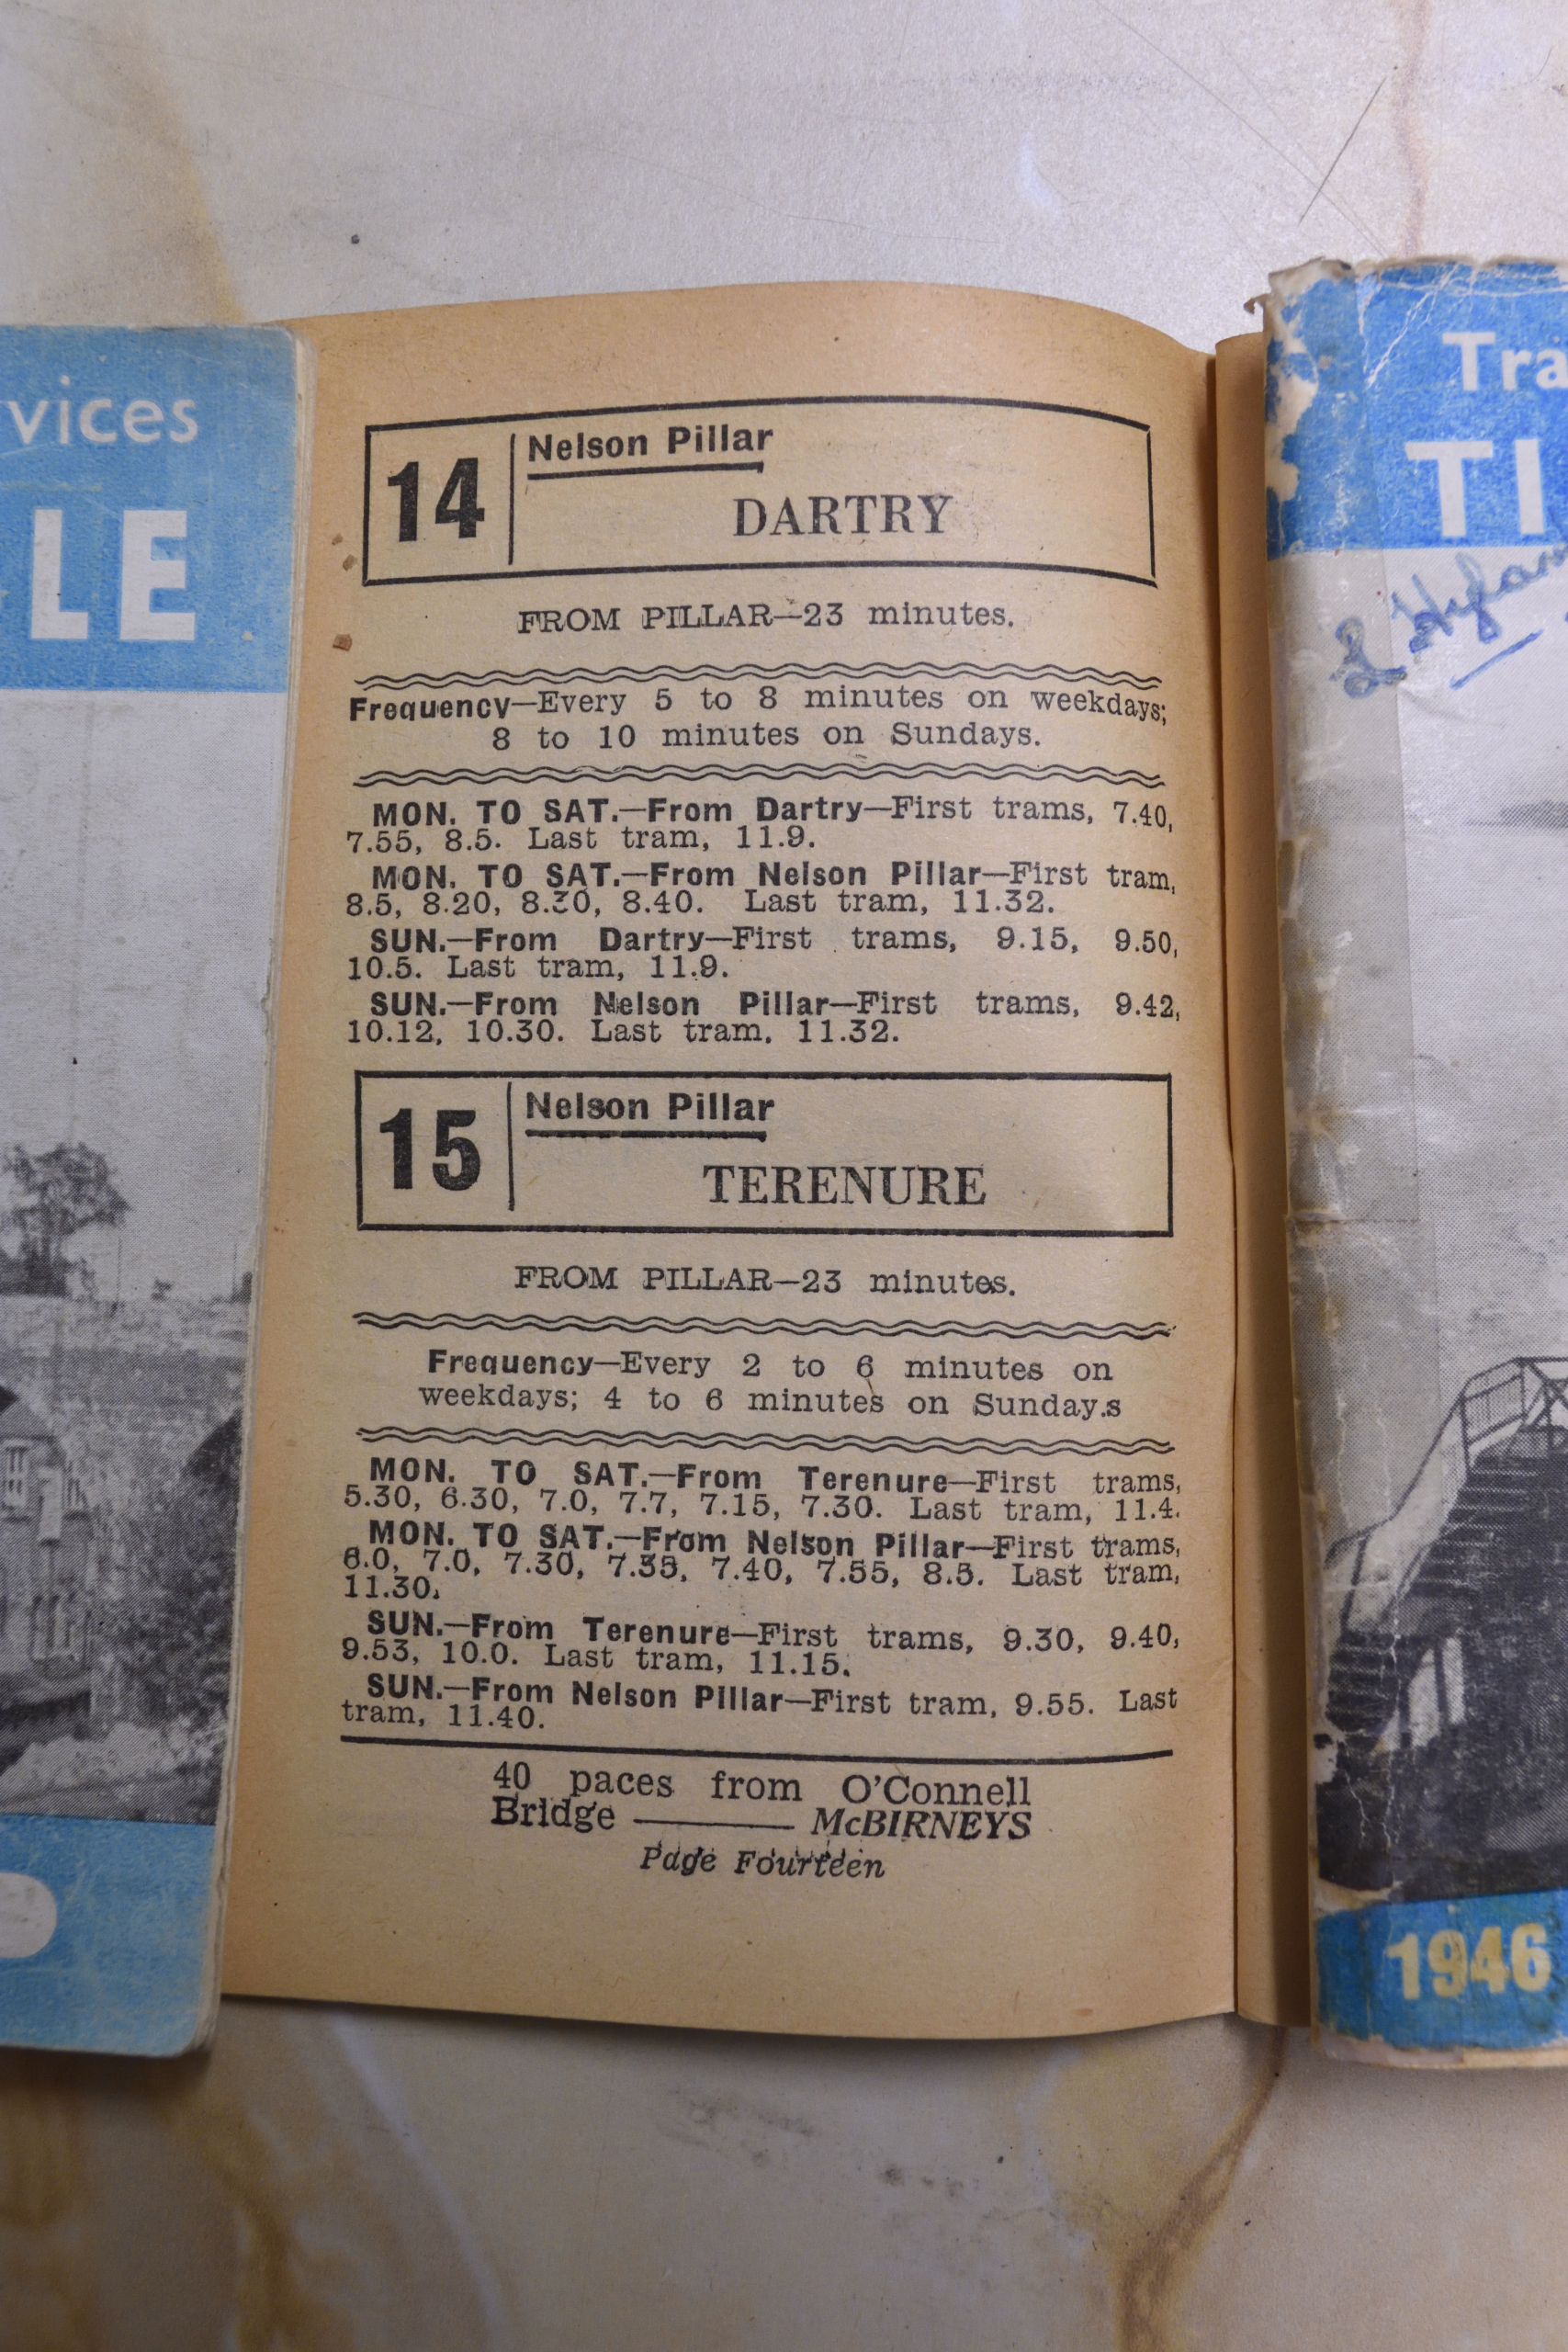 vices
LE
14
Nelson Pillar
DARTRY
FROM PILLAR—23 minutes.
Frequency—Every 5 to 8 minutes on weekdays;
8 to 10 minutes on Sundays.
MON. TO SAT.—From Dartry—First trams, 7.40,
7.55, 8.5. Last tram, 11.9.
MON. TO SAT.—From Nelson Pillar—First tram,
8.5, 8.20, 8.30, 8.40. Last tram, 11.32.
SUN.—From Dartry—First trams, 9.15, 9.50,
10.5. Last tram, 11.9.
SUN.—From Nelson Pillar—First trams, 9.42,
10.12, 10.30. Last tram, 11.32.
15
Nelson Pillar
TERENURE
FROM PILLAR—23 minutes.
Frequency—Every 2 to 6 minutes on
weekdays; 4 to 6 minutes on Sunday.s
MON. TO SAT.—From Terenure—First trams,
5.30, 6.30, 7.0, 7.7, 7.15, 7.30. Last tram, 11.4.
MON. TO SAT.—From Nelson Pillar—First trams,
6.0, 7.0, 7.30, 7.35, 7.40, 7.55, 8.5. Last tram,
11.30.
SUN.—From Terenure—First trams, 9.30, 9.40,
9.53, 10.0. Last tram, 11.15.
SUN.—From Nelson Pillar—First tram, 9.55. Last
tram, 11.40.
40 paces from O'Connell
Bridge ——— McBIRNEYS
Page Fourteen
Tra
TI
1946